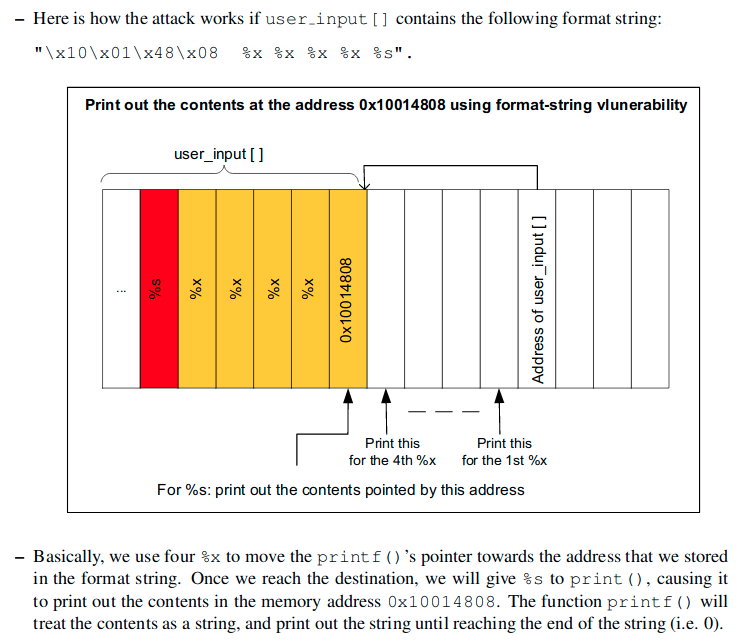 – Here is how the attack works if user_input[] contains the following format string:
"\x10\x01\x48\x08 %x %x %x %x %s".
Print out the contents at the address 0x10014808 using format-string vlunerability
user_input [ ]
... %s %x %x %x %x 0x10014808 Address of user_input [ ]
Print this
for the 4th %x
Print this
for the 1st %x
For %s: print out the contents pointed by this address
– Basically, we use four %x to move the printf()'s pointer towards the address that we stored
in the format string. Once we reach the destination, we will give %s to print(), causing it
to print out the contents in the memory address 0x10014808. The function printf() will
treat the contents as a string, and print out the string until reaching the end of the string (i.e. 0).